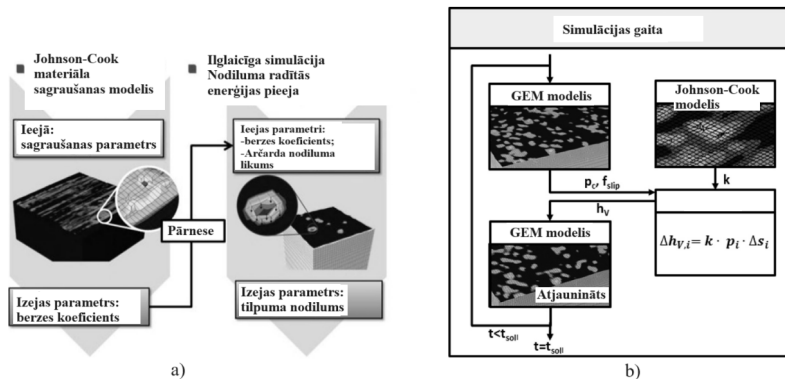 Johnson-Cook
materiāla
sagraušanas modelis
Ieejā:
sagraušanas parametrs
Izejas parametrs:
berzes koeficients
Pārnese
Ilglaicīga simulācija
Nodiluma radītās
enerģijas pieeja
Ieejas parametri:
-berzes koeficients;
-Arčarda nodiluma
likums
Izejas parametrs:
tilpuma nodilums
a)
Simulācijas gaita
GEM modelis
Johnson-Cook
modelis
p_c, f_slip
k
h_V
GEM modelis
Δh_V,i = k · p_i · Δs_i
Atjaunināts
t<t_soll
t=t_soll
b)